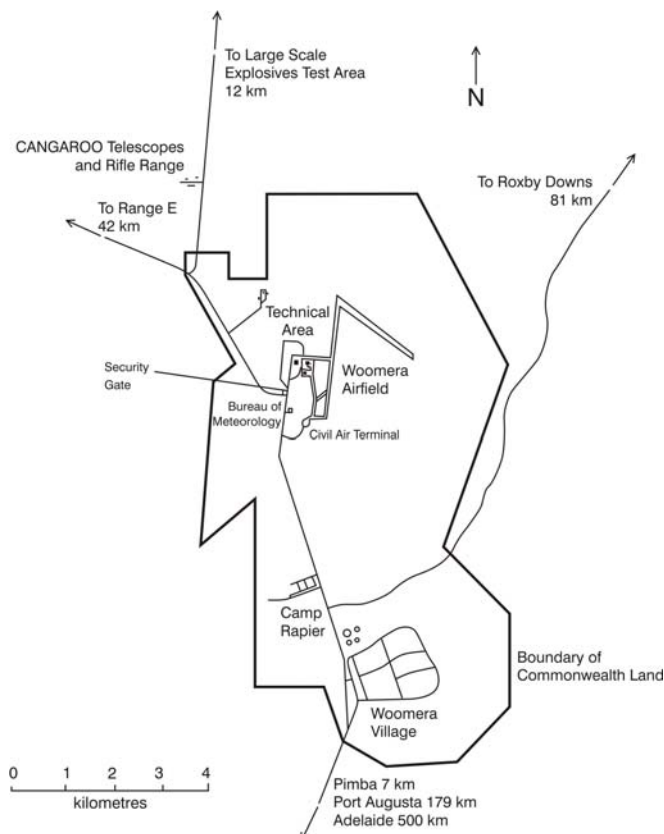 To Large Scale
Explosives Test Area
12 km
N
CANGAROO Telescopes
and Rifle Range
To Roxby Downs
81 km
To Range E
42 km
Technical
Area
Security
Gate
Woomera
Airfield
Bureau of
Meteorology
Civil Air Terminal
Camp
Rapier
Boundary of
Commonwealth Land
Woomera
Village
0 1 2 3 4
kilometres
Pimba 7 km
Port Augusta 179 km
Adelaide 500 km